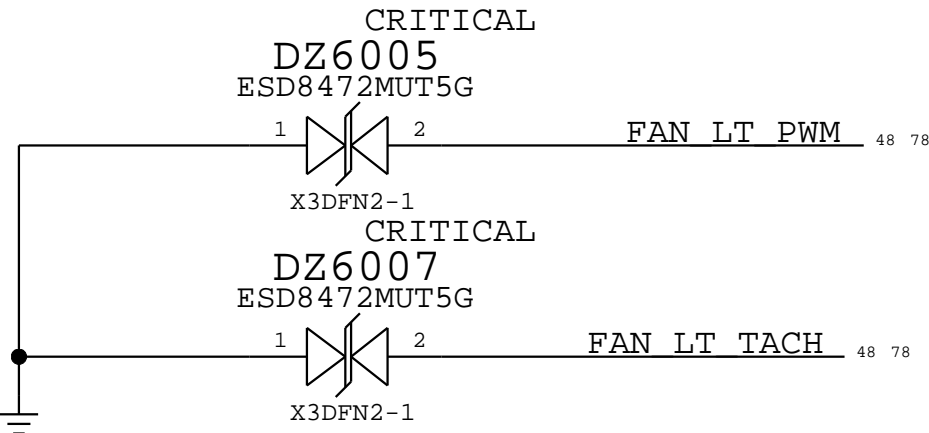 CRITICAL
DZ6005
ESD8472MUT5G
1 2 FAN_LT_PWM 48 78
X3DFN2-1
CRITICAL
DZ6007
ESD8472MUT5G
1 2 FAN_LT_TACH 48 78
X3DFN2-1